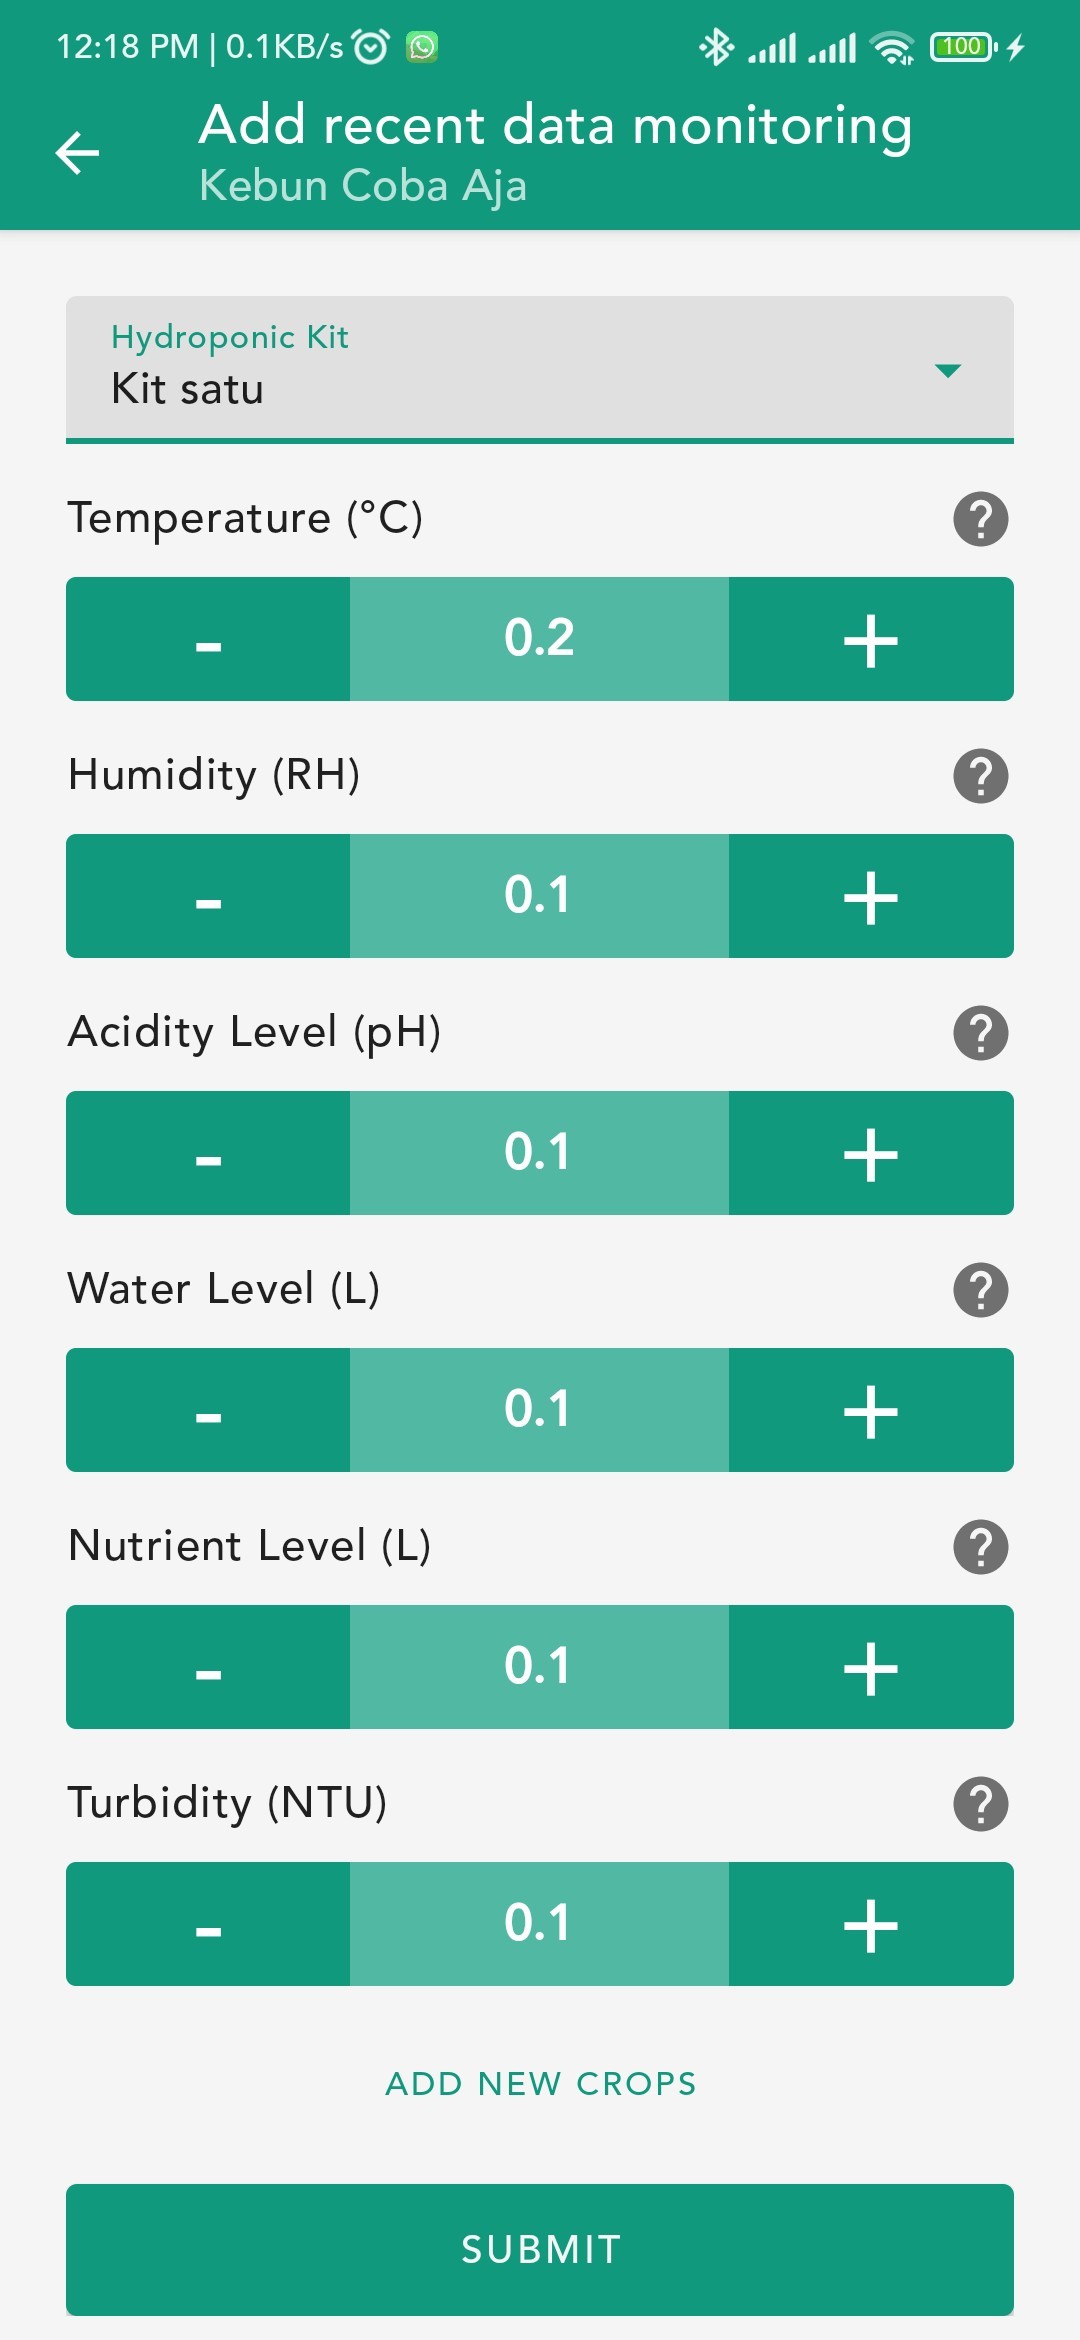 12:18 PM | 0.1KB/s
100
Add recent data monitoring
Kebun Coba Aja
Hydroponic Kit
Kit satu
Temperature (°C)
?
- 0.2 +
Humidity (RH)
?
- 0.1 +
Acidity Level (pH)
?
- 0.1 +
Water Level (L)
?
- 0.1 +
Nutrient Level (L)
?
- 0.1 +
Turbidity (NTU)
?
- 0.1 +
ADD NEW CROPS
SUBMIT